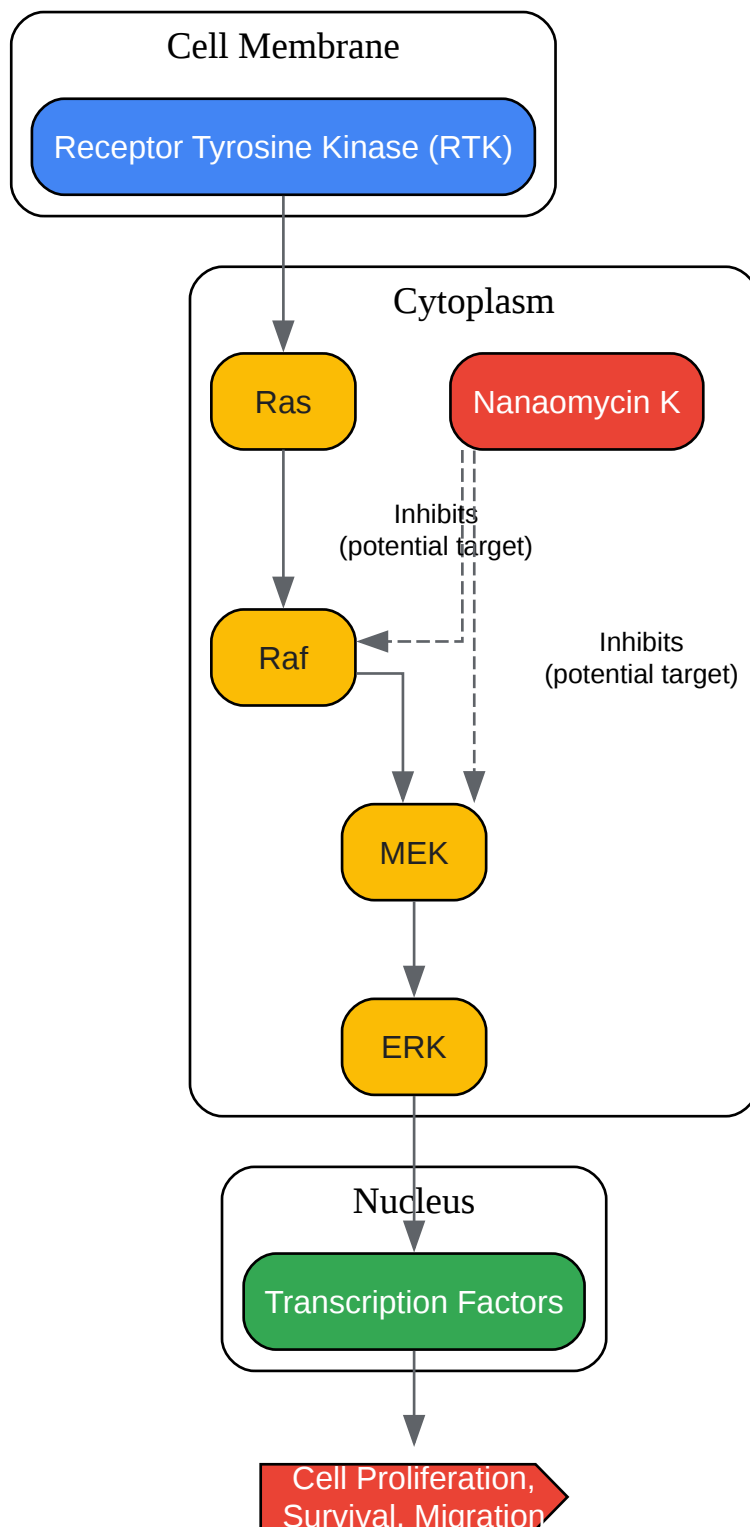 Cell Membrane
Receptor Tyrosine Kinase (RTK)
Cytoplasm
Ras
Nanaomycin K
Inhibits
(potential target)
Raf
Inhibits
(potential target)
MEK
ERK
Nucleus
Transcription Factors
Cell Proliferation,
Survival, Migration